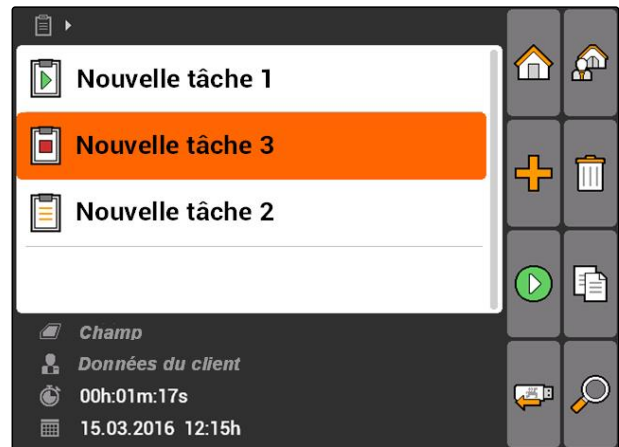 Nouvelle tâche 1
Nouvelle tâche 3
Nouvelle tâche 2
Champ
Données du client
00h:01m:17s
15.03.2016 12:15h